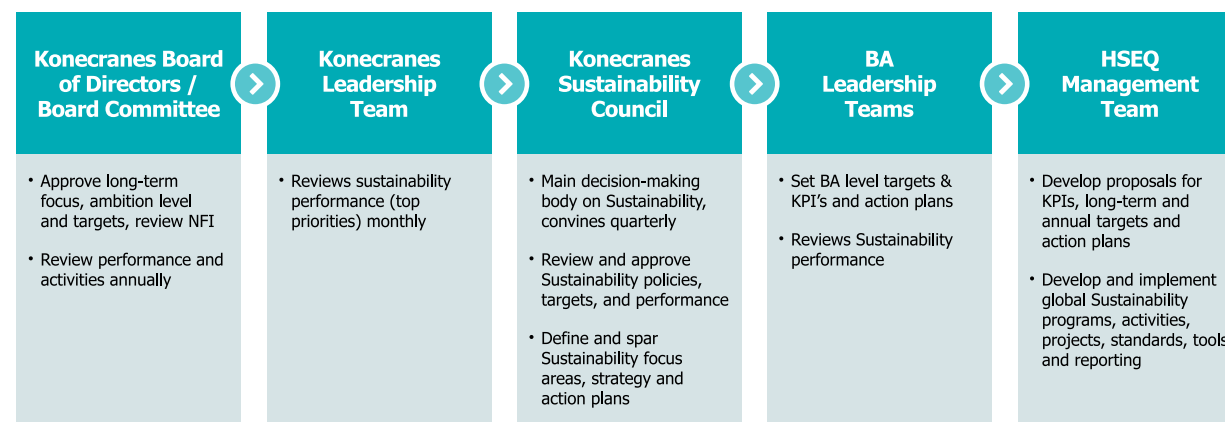 Konecranes Board
of Directors /
Board Committee
• Approve long-term
focus, ambition level
and targets, review NFI
• Review performance and
activities annually
Konecranes
Leadership
Team
• Reviews sustainability
performance (top
priorities) monthly
Konecranes
Sustainability
Council
• Main decision-making
body on Sustainability,
convines quarterly
• Review and approve
Sustainability policies,
targets, and performance
• Define and spar
Sustainability focus
areas, strategy and
action plans
BA
Leadership
Teams
• Set BA level targets &
KPI's and action plans
• Reviews Sustainability
performance
HSEQ
Management
Team
• Develop proposals for
KPIs, long-term and
annual targets and
action plans
• Develop and implement
global Sustainability
programs, activities,
projects, standards, tools
and reporting